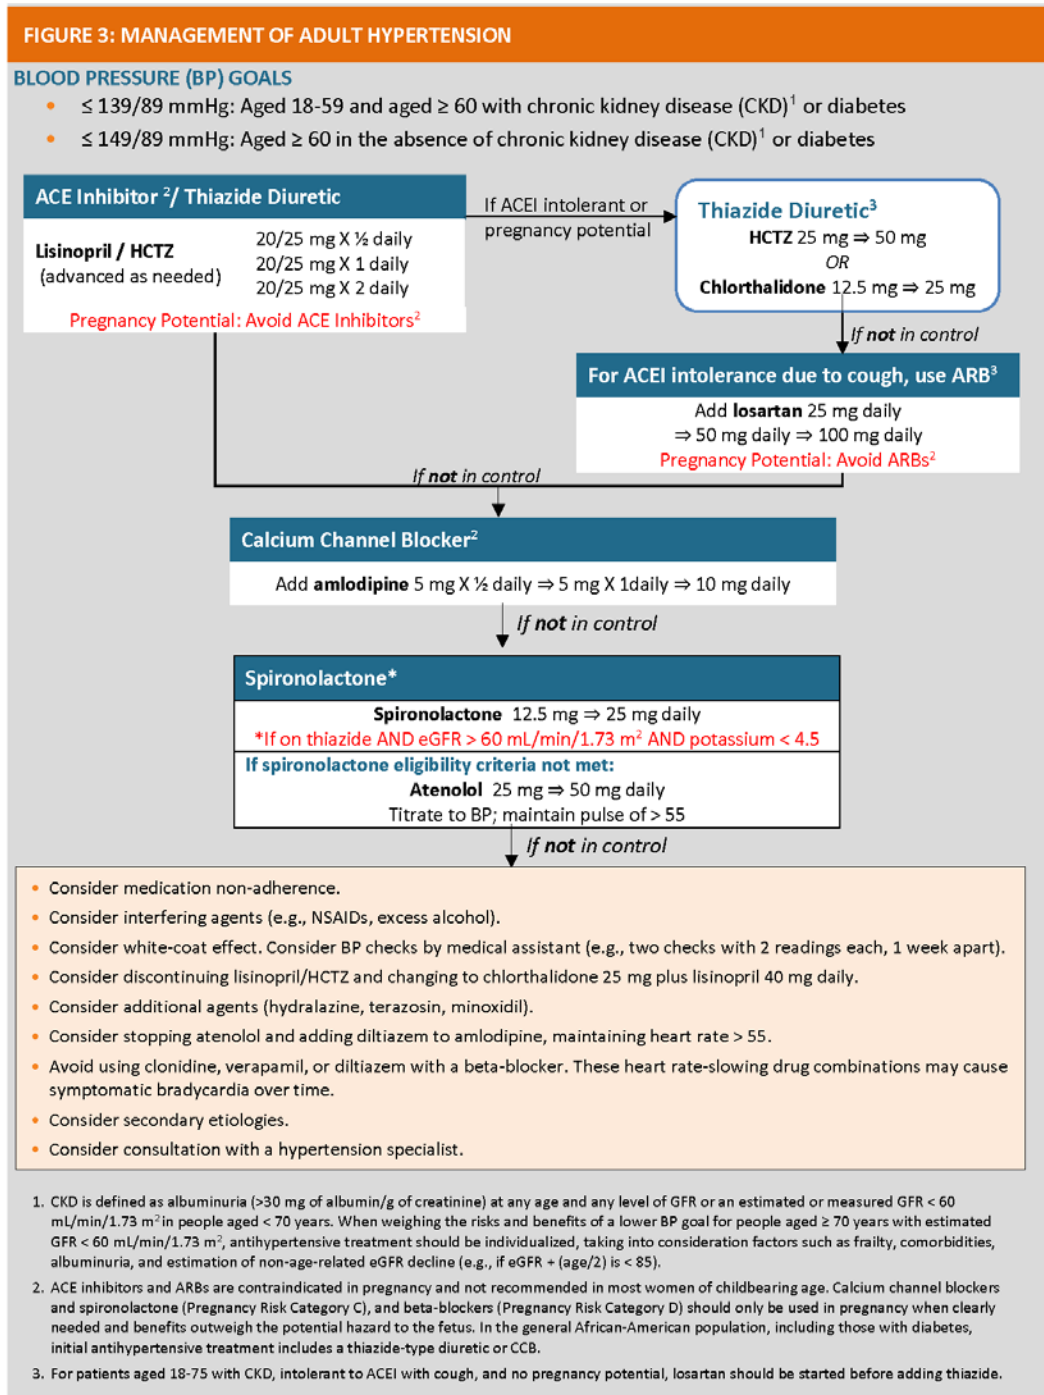 FIGURE 3: MANAGEMENT OF ADULT HYPERTENSION
BLOOD PRESSURE (BP) GOALS
• ≤ 139/89 mmHg: Aged 18-59 and aged ≥ 60 with chronic kidney disease (CKD)¹ or diabetes
• ≤ 149/89 mmHg: Aged ≥ 60 in the absence of chronic kidney disease (CKD)¹ or diabetes
ACE Inhibitor ²/ Thiazide Diuretic
Lisinopril / HCTZ
(advanced as needed)
20/25 mg X ½ daily
20/25 mg X 1 daily
20/25 mg X 2 daily
Pregnancy Potential: Avoid ACE Inhibitors²
If ACEI intolerant or
pregnancy potential
Thiazide Diuretic³
HCTZ 25 mg ⇒ 50 mg
OR
Chlorthalidone 12.5 mg ⇒ 25 mg
If not in control
For ACEI intolerance due to cough, use ARB³
Add losartan 25 mg daily
⇒ 50 mg daily ⇒ 100 mg daily
Pregnancy Potential: Avoid ARBs²
If not in control
Calcium Channel Blocker²
Add amlodipine 5 mg X ½ daily ⇒ 5 mg X 1daily ⇒ 10 mg daily
If not in control
Spironolactone*
Spironolactone 12.5 mg ⇒ 25 mg daily
*If on thiazide AND eGFR > 60 mL/min/1.73 m² AND potassium < 4.5
If spironolactone eligibility criteria not met:
Atenolol 25 mg ⇒ 50 mg daily
Titrate to BP; maintain pulse of > 55
If not in control
• Consider medication non-adherence.
• Consider interfering agents (e.g., NSAIDs, excess alcohol).
• Consider white-coat effect. Consider BP checks by medical assistant (e.g., two checks with 2 readings each, 1 week apart).
• Consider discontinuing lisinopril/HCTZ and changing to chlorthalidone 25 mg plus lisinopril 40 mg daily.
• Consider additional agents (hydralazine, terazosin, minoxidil).
• Consider stopping atenolol and adding diltiazem to amlodipine, maintaining heart rate > 55.
• Avoid using clonidine, verapamil, or diltiazem with a beta-blocker. These heart rate-slowing drug combinations may cause
symptomatic bradycardia over time.
• Consider secondary etiologies.
• Consider consultation with a hypertension specialist.
1. CKD is defined as albuminuria (>30 mg of albumin/g of creatinine) at any age and any level of GFR or an estimated or measured GFR < 60
mL/min/1.73 m² in people aged < 70 years. When weighing the risks and benefits of a lower BP goal for people aged ≥ 70 years with estimated
GFR < 60 mL/min/1.73 m², antihypertensive treatment should be individualized, taking into consideration factors such as frailty, comorbidities,
albuminuria, and estimation of non-age-related eGFR decline (e.g., if eGFR + (age/2) is < 85).
2. ACE inhibitors and ARBs are contraindicated in pregnancy and not recommended in most women of childbearing age. Calcium channel blockers
and spironolactone (Pregnancy Risk Category C), and beta-blockers (Pregnancy Risk Category D) should only be used in pregnancy when clearly
needed and benefits outweigh the potential hazard to the fetus. In the general African-American population, including those with diabetes,
initial antihypertensive treatment includes a thiazide-type diuretic or CCB.
3. For patients aged 18-75 with CKD, intolerant to ACEI with cough, and no pregnancy potential, losartan should be started before adding thiazide.